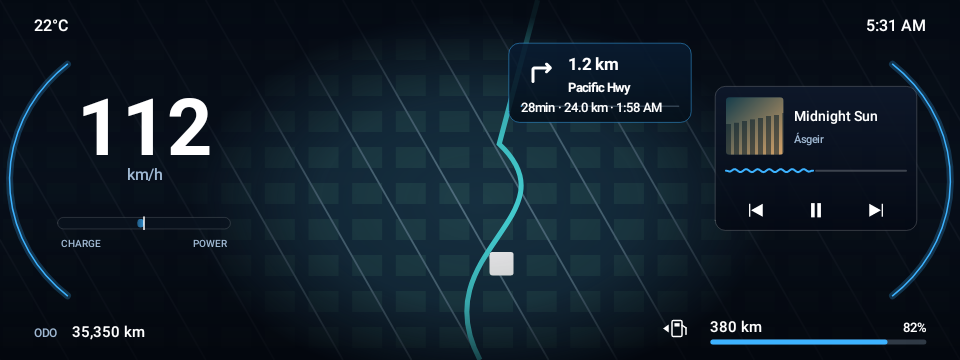 22°C
5:31 AM
1.2 km
Pacific Hwy
28min · 24.0 km · 1:58 AM
112
km/h
CHARGE
POWER
Midnight Sun
Ásgeir
ODO 35,350 km
380 km
82%